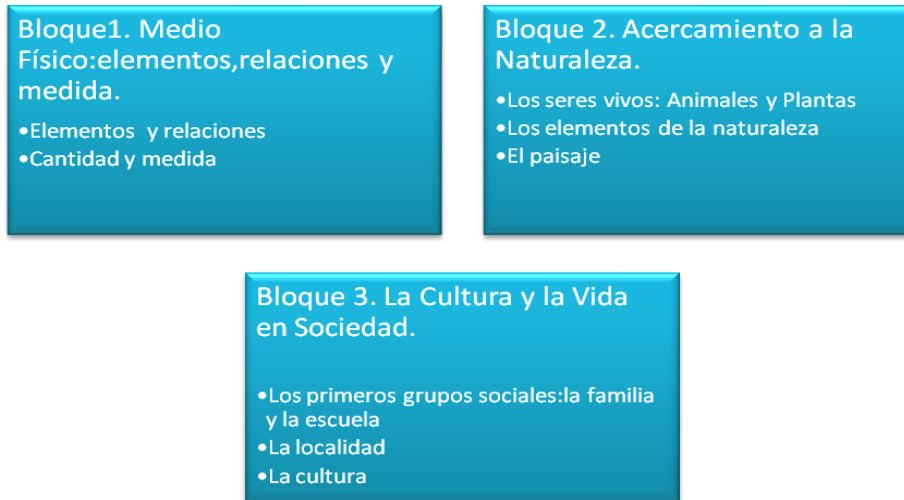 Bloque1. Medio
Físico:elementos,relaciones y
medida.
•Elementos y relaciones
•Cantidad y medida
Bloque 2. Acercamiento a la
Naturaleza.
•Los seres vivos: Animales y Plantas
•Los elementos de la naturaleza
•El paisaje
Bloque 3. La Cultura y la Vida
en Sociedad.
•Los primeros grupos sociales:la familia
y la escuela
•La localidad
•La cultura